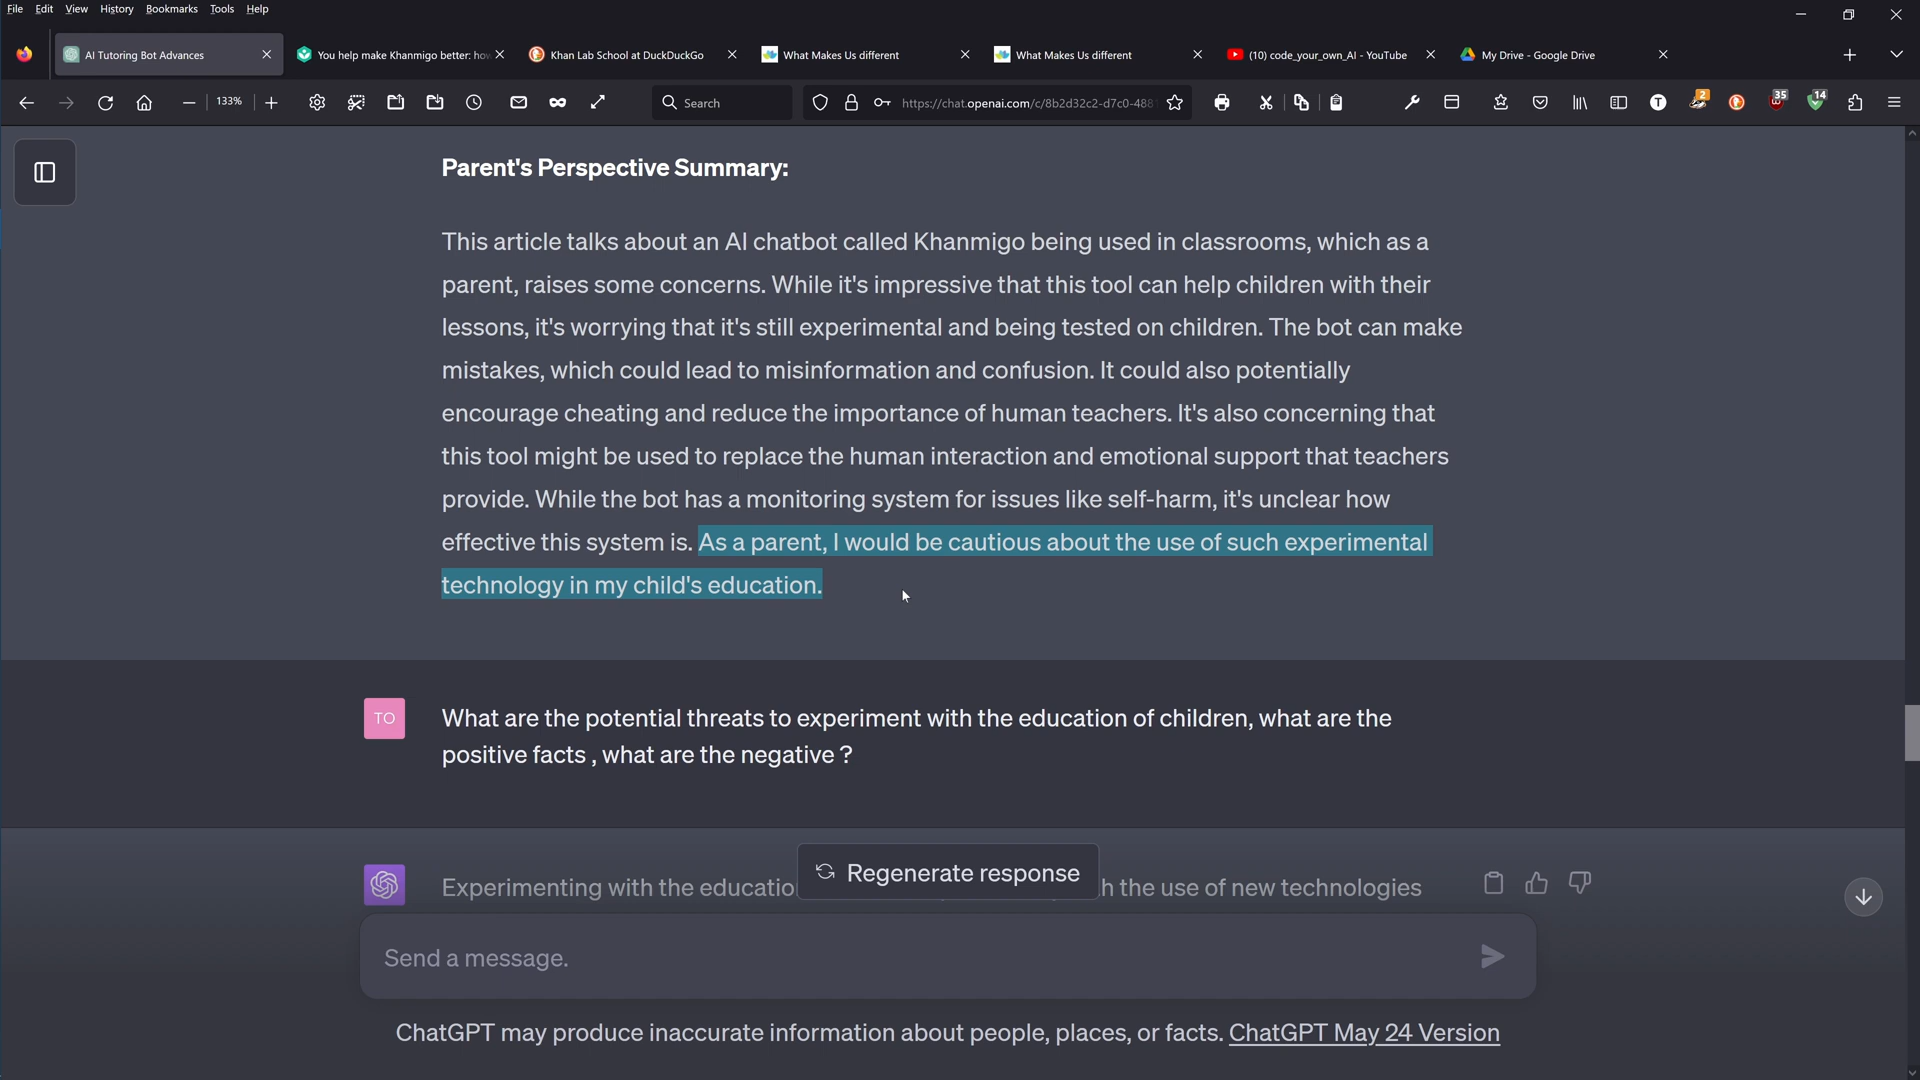 File Edit View History Bookmarks Tools Help
AI Tutoring Bot Advances
You help make Khanmigo better: how
Khan Lab School at DuckDuckGo
What Makes Us different
What Makes Us different
(10) code_your_own_AI - YouTube
My Drive - Google Drive
133%
Search
https://chat.openai.com/c/8b2d32c2-d7c0-488
T
2
35
14
Parent's Perspective Summary:
This article talks about an AI chatbot called Khanmigo being used in classrooms, which as a
parent, raises some concerns. While it's impressive that this tool can help children with their
lessons, it's worrying that it's still experimental and being tested on children. The bot can make
mistakes, which could lead to misinformation and confusion. It could also potentially
encourage cheating and reduce the importance of human teachers. It's also concerning that
this tool might be used to replace the human interaction and emotional support that teachers
provide. While the bot has a monitoring system for issues like self-harm, it's unclear how
effective this system is. As a parent, I would be cautious about the use of such experimental
technology in my child's education.
TO
What are the potential threats to experiment with the education of children, what are the
positive facts , what are the negative ?
Experimenting with the educatio
h the use of new technologies
Regenerate response
Send a message.
ChatGPT may produce inaccurate information about people, places, or facts. ChatGPT May 24 Version